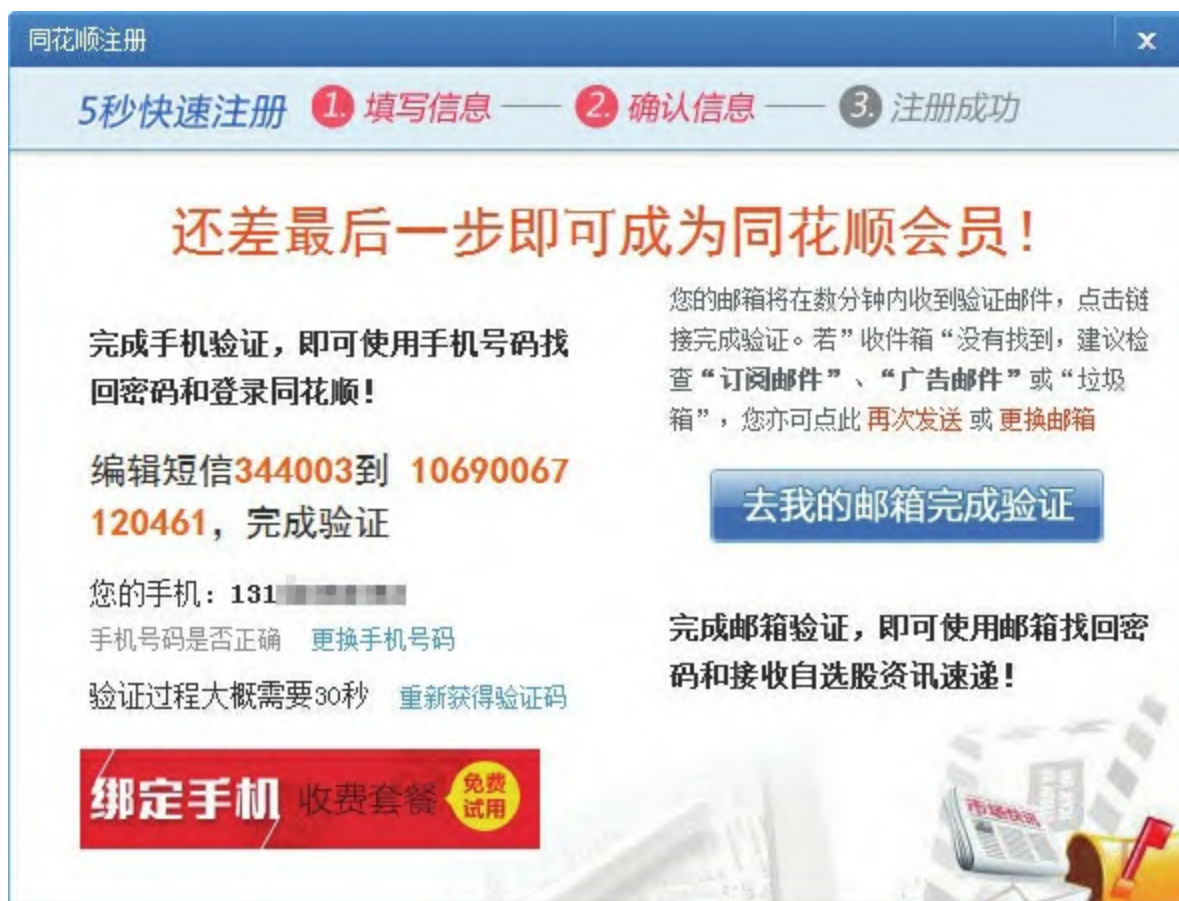 同花顺注册
x
5秒快速注册 1. 填写信息 2. 确认信息 3. 注册成功
还差最后一步即可成为同花顺会员！
完成手机验证，即可使用手机号码找
回密码和登录同花顺！
编辑短信344003到 10690067
120461，完成验证
您的手机：131
手机号码是否正确 更换手机号码
验证过程大概需要30秒 重新获得验证码
绑定手机 收费套餐 免费
试用
您的邮箱将在数分钟内收到验证邮件，点击链
接完成验证。若”收件箱“没有找到，建议检
查“订阅邮件”、“广告邮件”或“垃圾
箱”，您亦可点此 再次发送 或 更换邮箱
去我的邮箱完成验证
完成邮箱验证，即可使用邮箱找回密
码和接收自选股资讯速递！
市场快讯